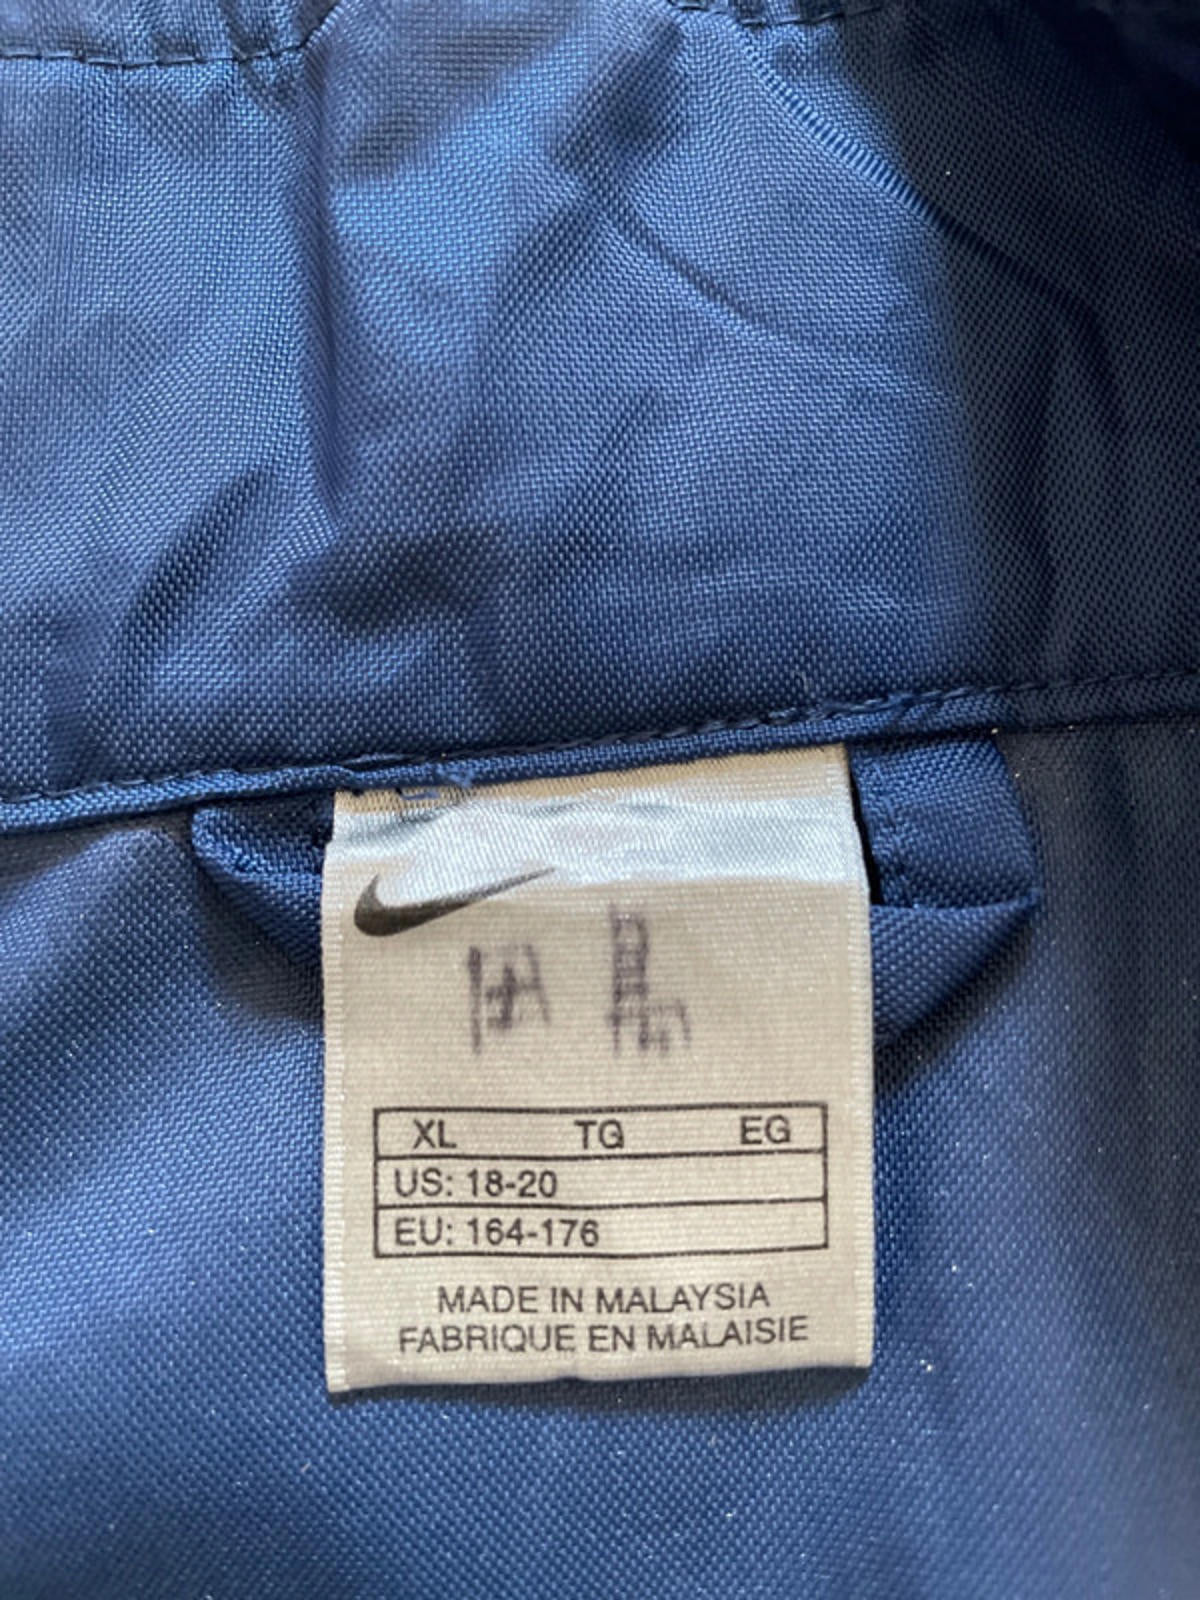 XL TG EG
US: 18-20
EU: 164-176
MADE IN MALAYSIA
FABRIQUE EN MALAISIE